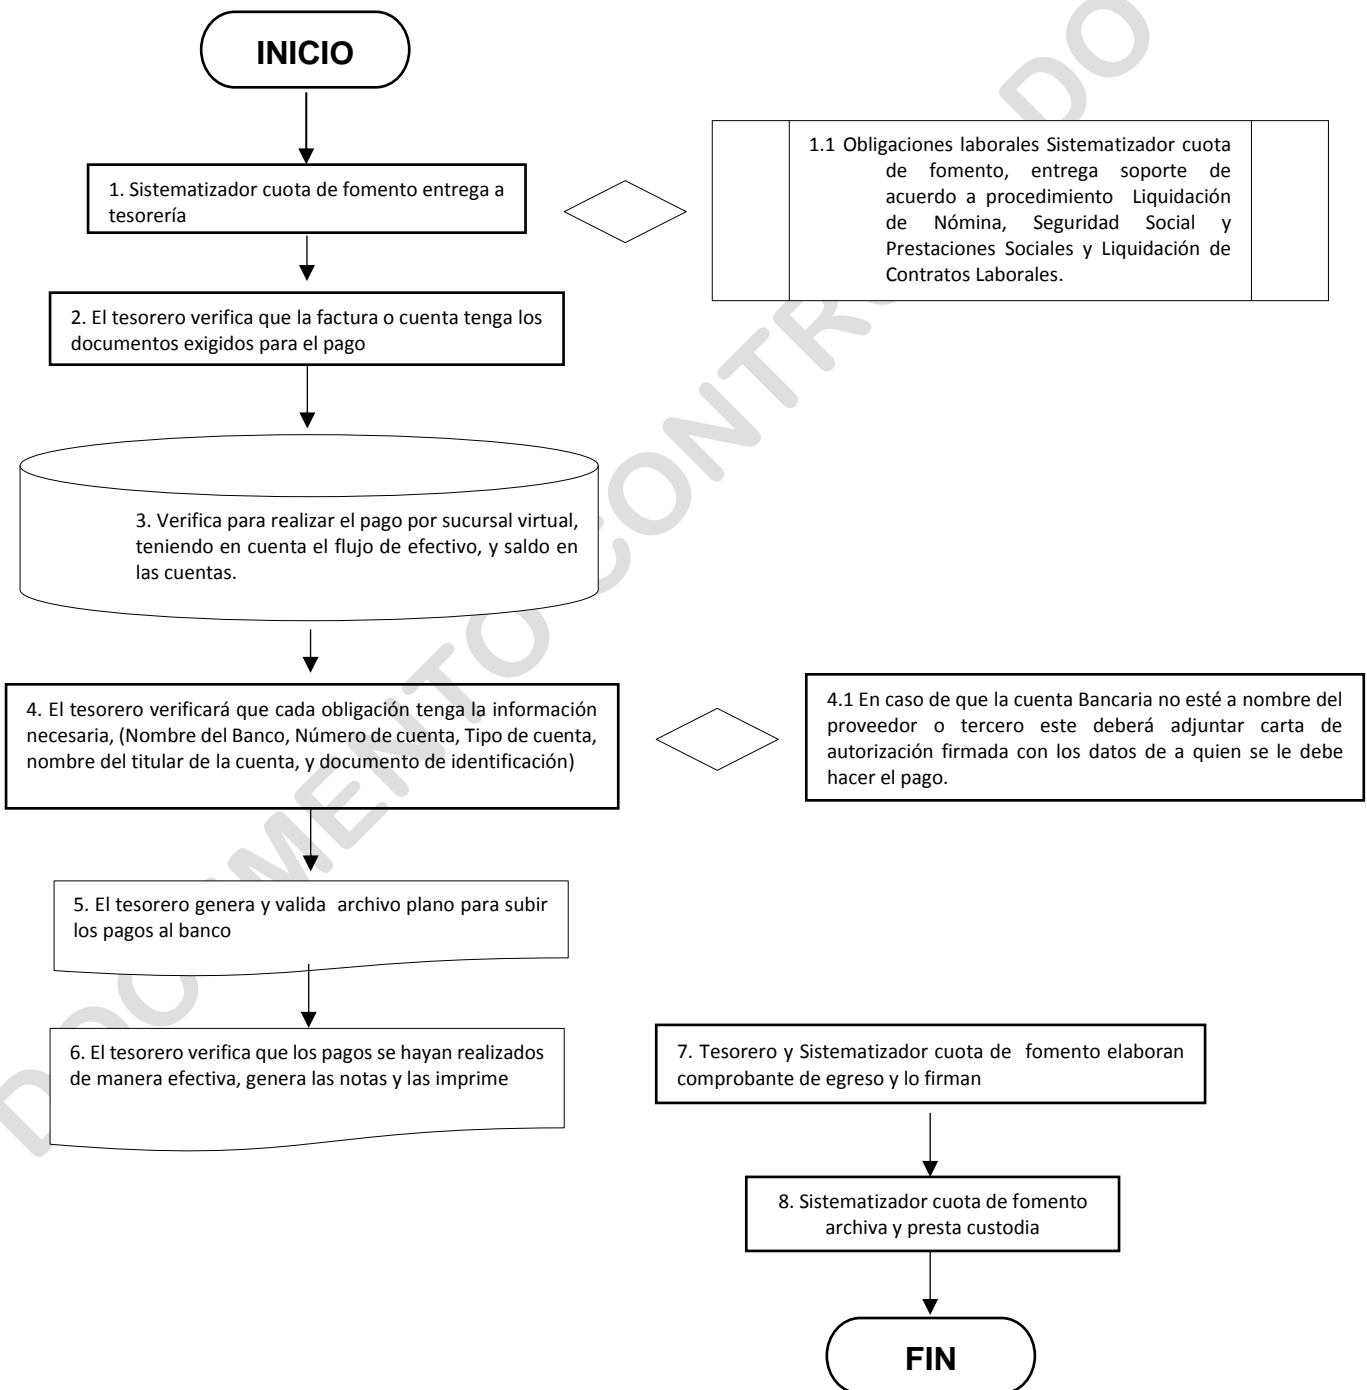 INICIO
1. Sistematizador cuota de fomento entrega a
tesorería
1.1 Obligaciones laborales Sistematizador cuota
de fomento, entrega soporte de
acuerdo a procedimiento Liquidación
de Nómina, Seguridad Social y
Prestaciones Sociales y Liquidación de
Contratos Laborales.
2. El tesorero verifica que la factura o cuenta tenga los
documentos exigidos para el pago
3. Verifica para realizar el pago por sucursal virtual,
teniendo en cuenta el flujo de efectivo, y saldo en
las cuentas.
4. El tesorero verificará que cada obligación tenga la información
necesaria, (Nombre del Banco, Número de cuenta, Tipo de cuenta,
nombre del titular de la cuenta, y documento de identificación)
4.1 En caso de que la cuenta Bancaria no esté a nombre del
proveedor o tercero este deberá adjuntar carta de
autorización firmada con los datos de a quien se le debe
hacer el pago.
5. El tesorero genera y valida archivo plano para subir
los pagos al banco
6. El tesorero verifica que los pagos se hayan realizados
de manera efectiva, genera las notas y las imprime
7. Tesorero y Sistematizador cuota de fomento elaboran
comprobante de egreso y lo firman
8. Sistematizador cuota de fomento
archiva y presta custodia
FIN